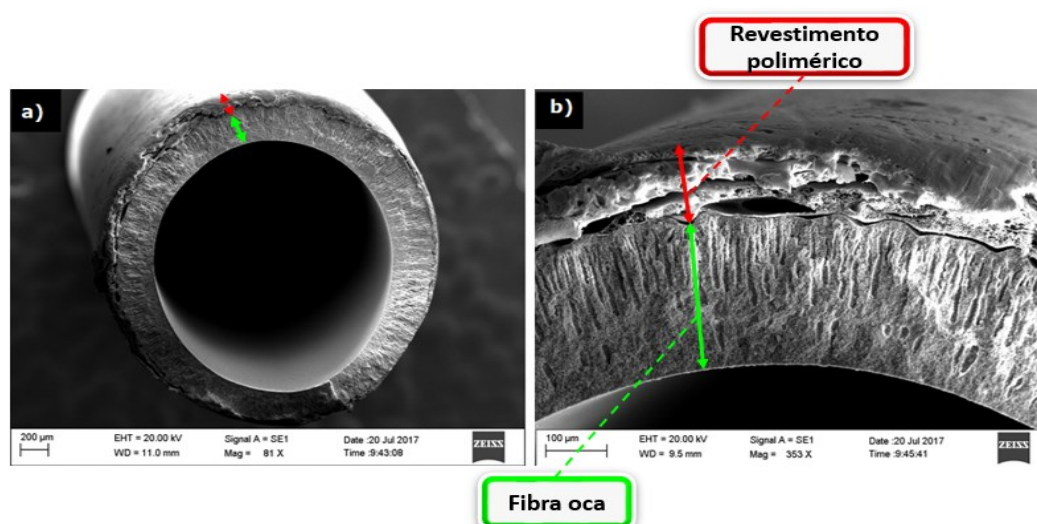 Revestimento
polimérico
a)
b)
200 µm
EHT = 20.00 kV
Signal A = SE1
Date :20 Jul 2017
WD = 11.0 mm
Mag = 81 X
Time :9:43:08
ZEISS
100 µm
EHT = 20.00 kV
Signal A = SE1
Date :20 Jul 2017
WD = 9.5 mm
Mag = 353 X
Time :9:45:41
ZEISS
Fibra oca